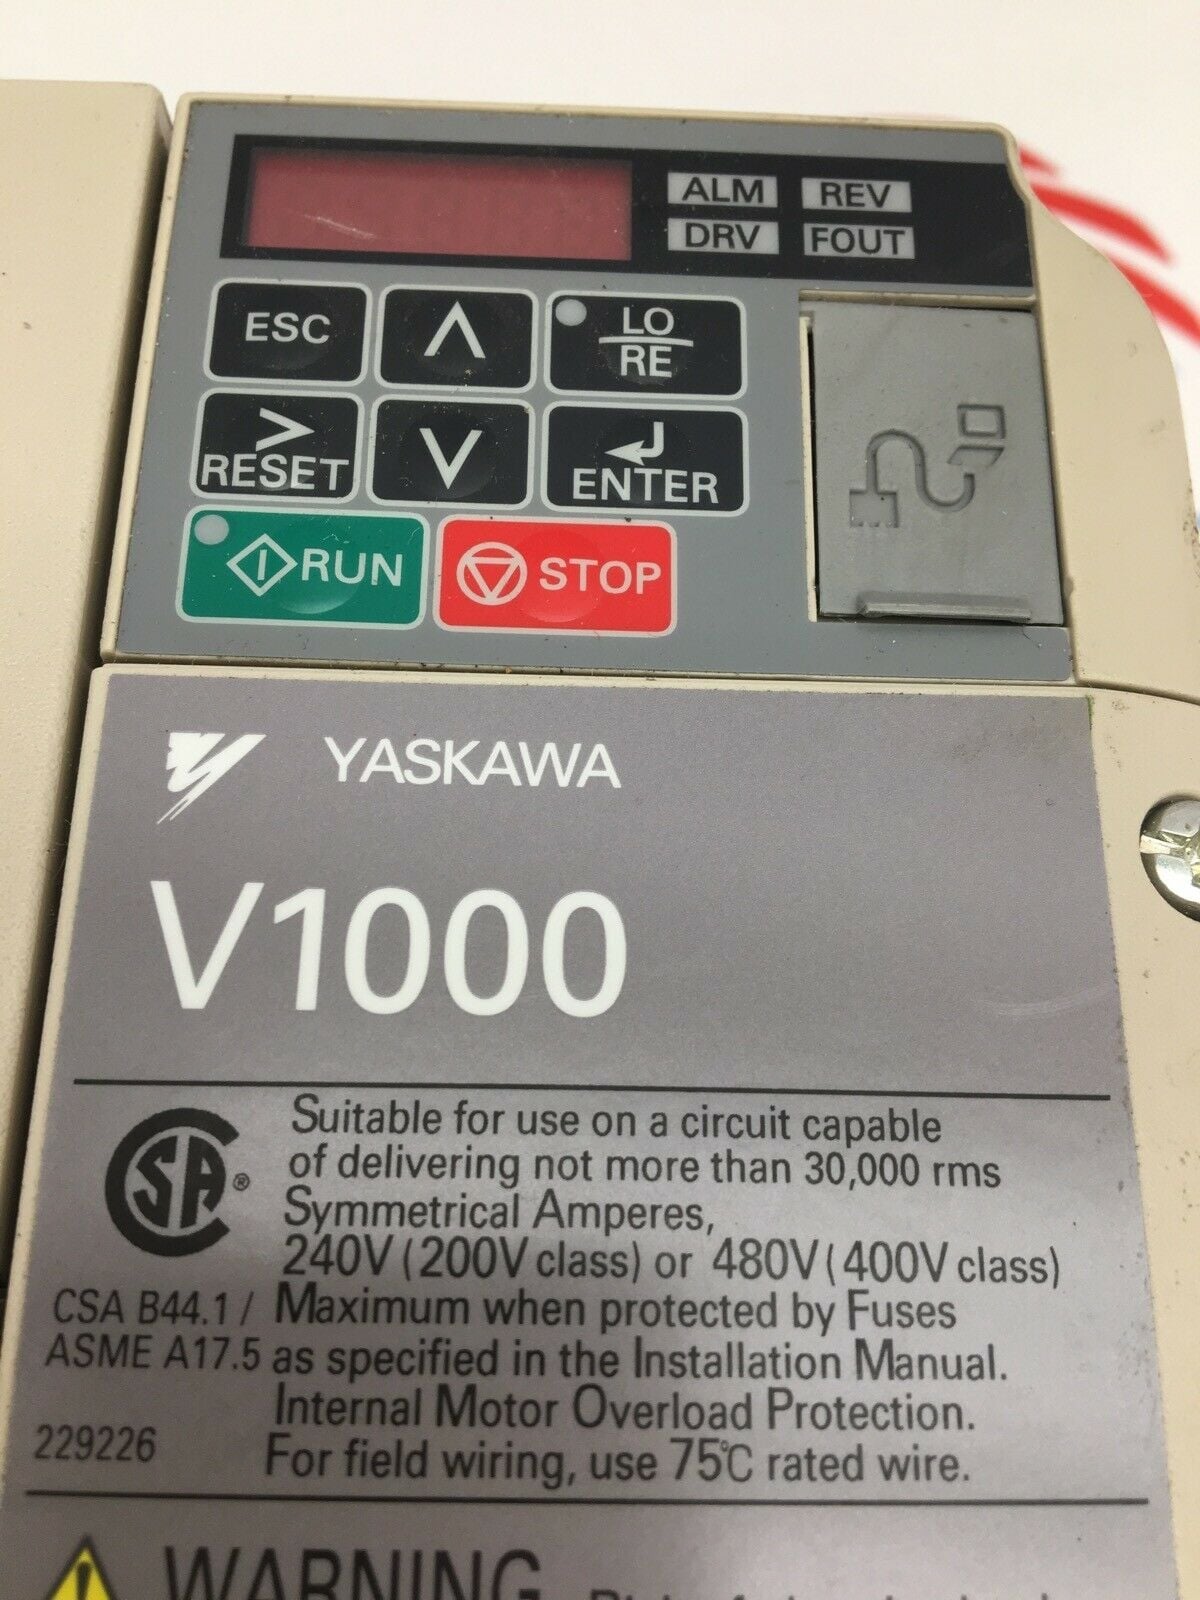 ALM REV
DRV FOUT
ESC
LO
RE
RESET
ENTER
RUN STOP
YASKAWA
V1000
Suitable for use on a circuit capable
of delivering not more than 30,000 rms
Symmetrical Amperes,
240V (200V class) or 480V (400V class)
Maximum when protected by Fuses
as specified in the Installation Manual.
Internal Motor Overload Protection.
For field wiring, use 75°C rated wire.
SA ®
CSA B44.1 /
ASME A17.5
229226
WARNING